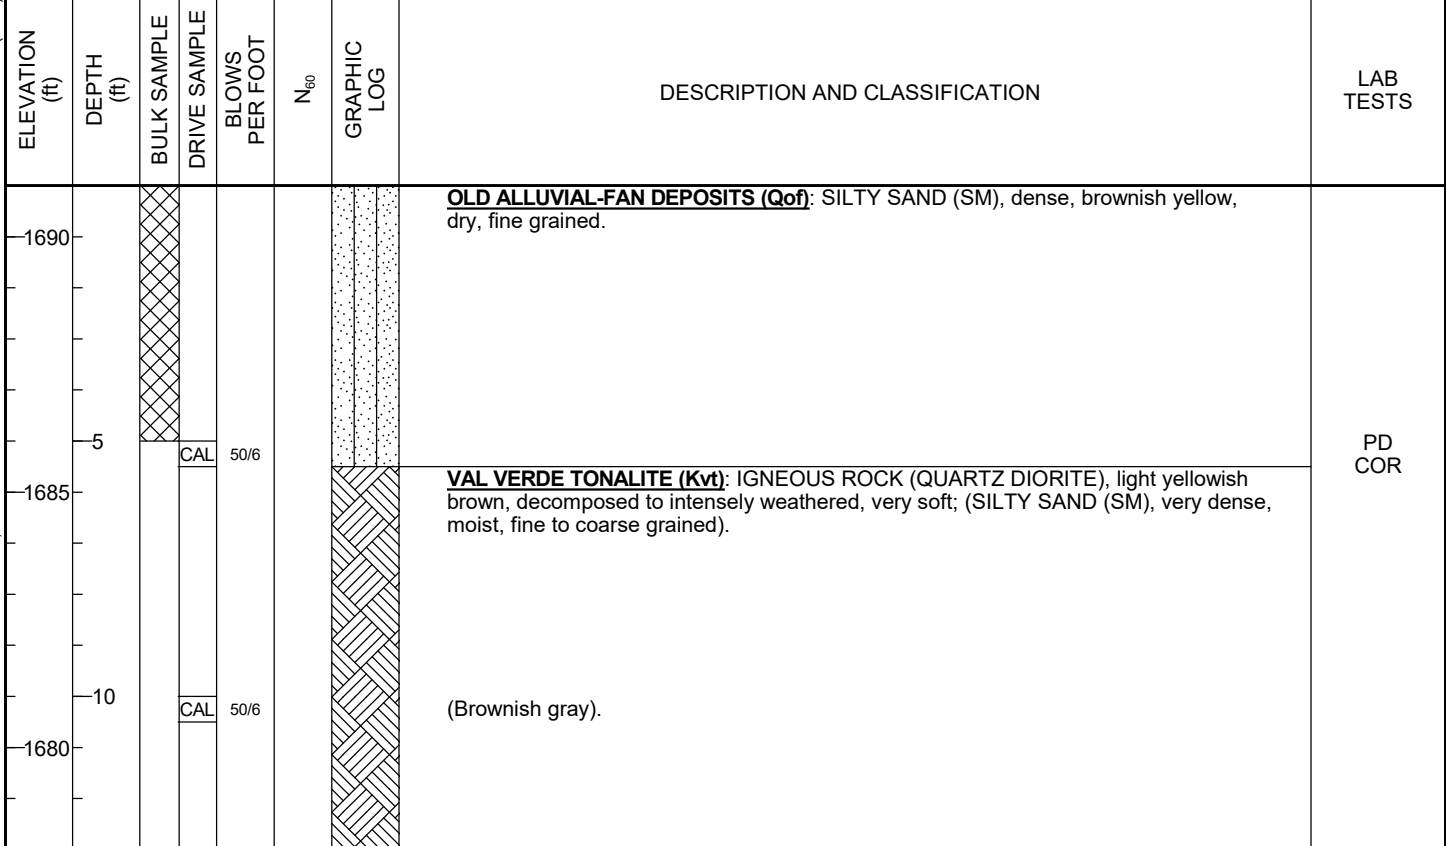 ELEVATION
(ft)
DEPTH
(ft)
BULK SAMPLE
DRIVE SAMPLE
BLOWS
PER FOOT
N60
GRAPHIC
LOG
DESCRIPTION AND CLASSIFICATION
LAB
TESTS
OLD ALLUVIAL-FAN DEPOSITS (Qof): SILTY SAND (SM), dense, brownish yellow,
dry, fine grained.
1690
5
CAL
50/6
PD
COR
VAL VERDE TONALITE (Kvt): IGNEOUS ROCK (QUARTZ DIORITE), light yellowish
brown, decomposed to intensely weathered, very soft; (SILTY SAND (SM), very dense,
moist, fine to coarse grained).
1685
10
CAL
50/6
(Brownish gray).
1680